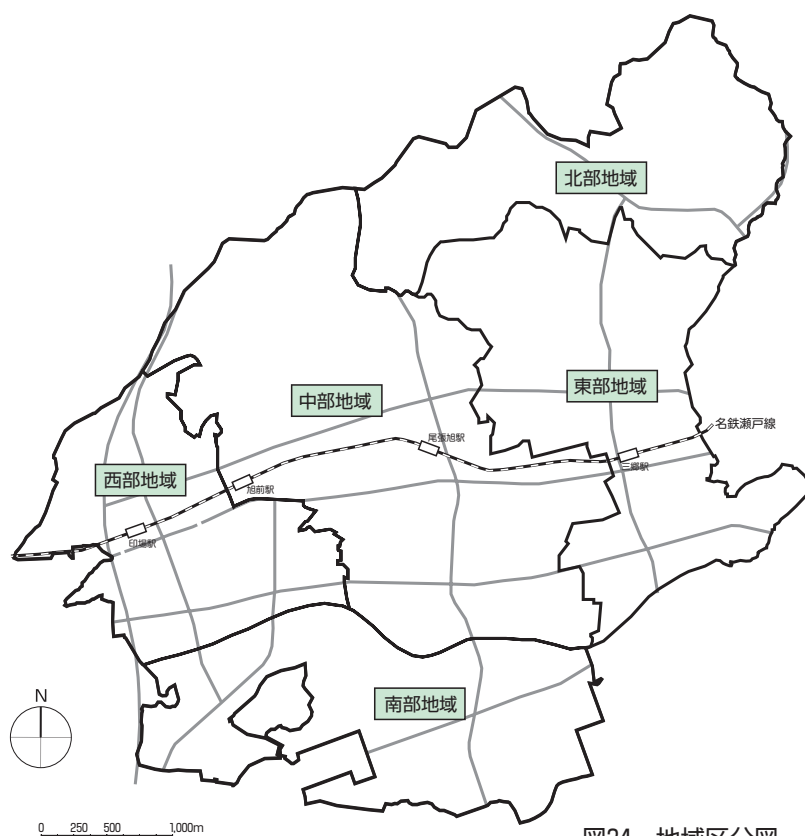 北部地域
東部地域
中部地域
名鉄瀬戸線
尾張旭駅
三郷駅
西部地域
旭前駅
印場駅
南部地域
N
0 250 500 1,000m
図24 地域区分図